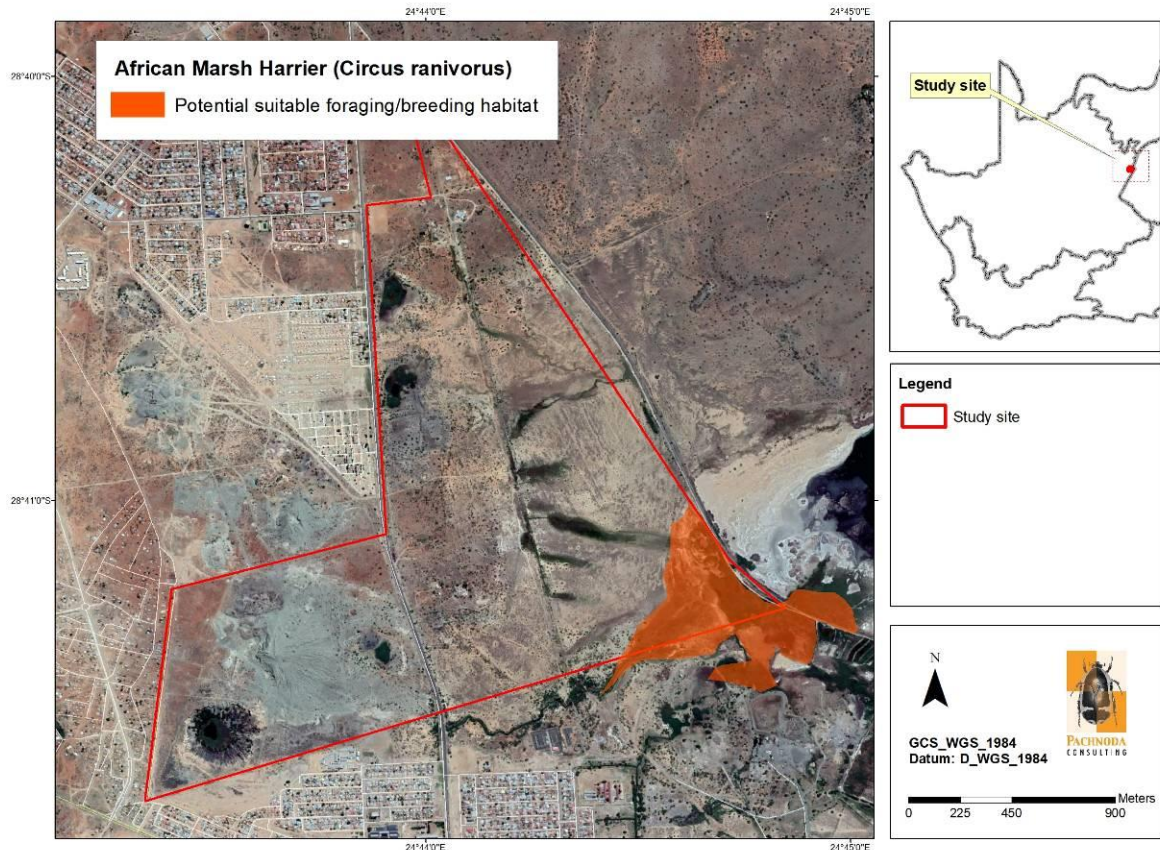 24°44'0"E
24°45'0"E
28°40'0"S
African Marsh Harrier (Circus ranivorus)
Potential suitable foraging/breeding habitat
Study site
28°41'0"S
Legend
Study site
N
GCS_WGS_1984
Datum: D_WGS_1984
PACHNODA
CONSULTING
Meters
0 225 450 900
24°44'0"E
24°45'0"E